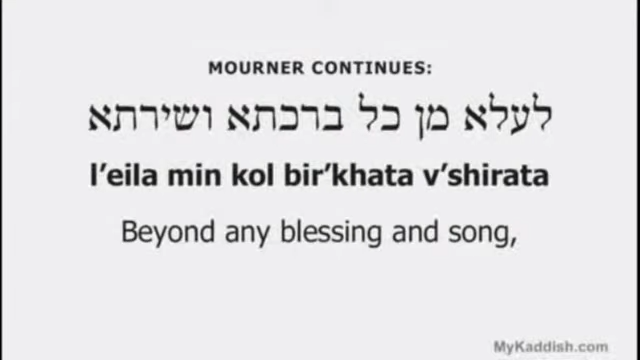 MOURNER CONTINUES:
לעלא מן כל ברכתא ושירתא
l’eila min kol bir’khata v’shirata
Beyond any blessing and song,
MyKaddish.com